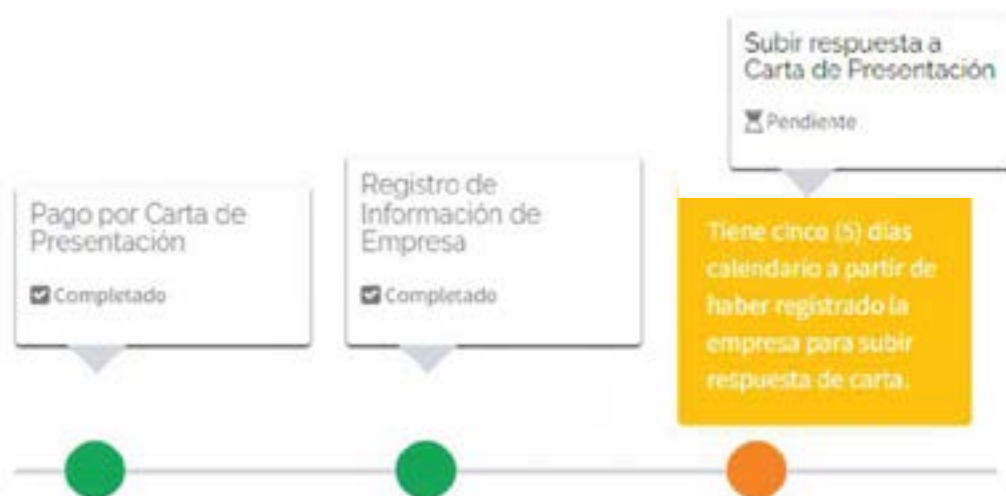 Pago por Carta de
Presentación
Completado
Registro de
Información de
Empresa
Completado
Subir respuesta a
Carta de Presentación
Pendiente
Tiene cinco (5) días
calendario a partir de
haber registrado la
empresa para subir
respuesta de carta.